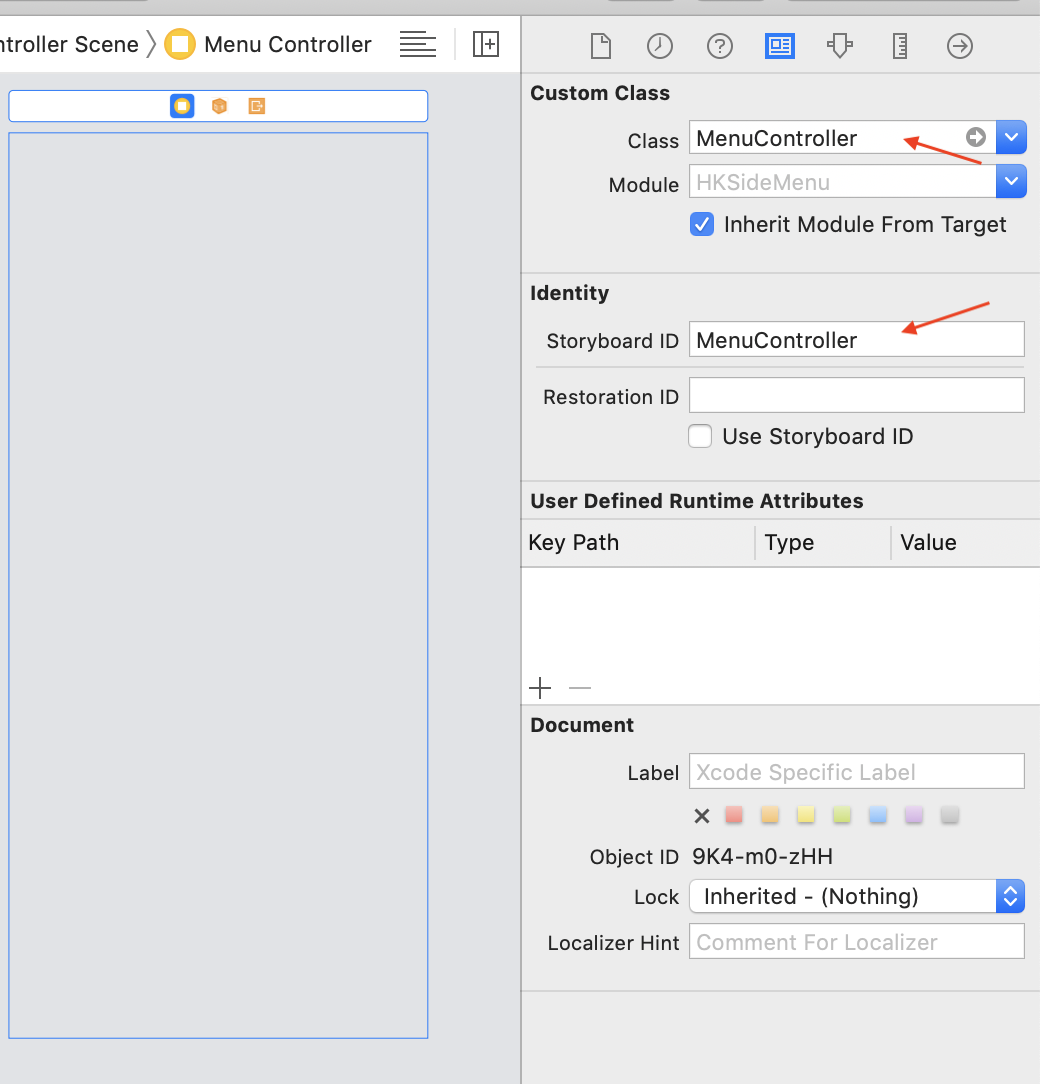 ntroller Scene Menu Controller
Custom Class
Class MenuController
Module HKSideMenu
Inherit Module From Target
Identity
Storyboard ID MenuController
Restoration ID
Use Storyboard ID
User Defined Runtime Attributes
Key Path Type Value
Document
Label Xcode Specific Label
Object ID 9K4-m0-zHH
Lock Inherited - (Nothing)
Localizer Hint Comment For Localizer